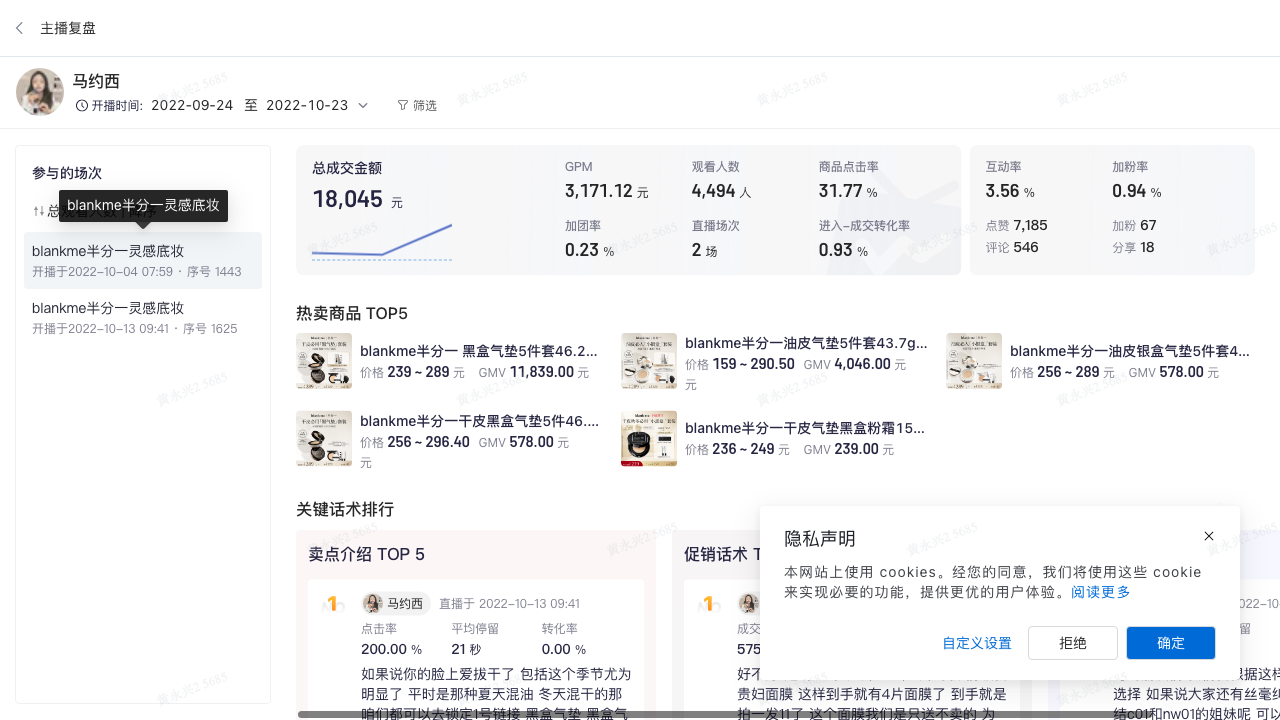 主播复盘
马约西
开播时间: 2022-09-24 至 2022-10-23 筛选
参与的场次
blankme半分一灵感底妆
blankme半分一灵感底妆
开播于2022-10-04 07:59 · 序号 1443
blankme半分一灵感底妆
开播于2022-10-13 09:41 · 序号 1625
总成交金额
18,045 元
GPM
3,171.12 元
观看人数
4,494 人
商品点击率
31.77 %
加团率
0.23 %
直播场次
2 场
进入-成交转化率
0.93 %
互动率
3.56 %
加粉率
0.94 %
点赞 7,185
加粉 67
评论 546
分享 18
热卖商品 TOP5
blankme半分一 黑盒气垫5件套46.2...
价格 239 ~ 289 元 GMV 11,839.00 元
blankme半分一油皮气垫5件套43.7g...
价格 159 ~ 290.50 GMV 4,046.00 元
元
blankme半分一油皮银盒气垫5件套4...
价格 256 ~ 289 元 GMV 578.00 元
blankme半分一干皮黑盒气垫5件46....
价格 256 ~ 296.40 GMV 578.00 元
元
blankme半分一干皮气垫黑盒粉霜15...
价格 236 ~ 249 元 GMV 239.00 元
关键话术排行
卖点介绍 TOP 5
1
马约西 直播于 2022-10-13 09:41
点击率 平均停留 转化率
200.00 % 21 秒 0.00 %
如果说你的脸上爱拔干了 包括这个季节尤为
明显了 平时是那种夏天混油 冬天混干的那
咱们都可以去锁定1号链接 黑盒气垫 黑盒气
促销话术
1
成交
575
贵妇面膜 这样到手就有4片面膜了 到手就是
拍一发11了 这个面膜我们是只送不卖的 为
选择 如果说大家还有丝毫纠
结c01和nw01的姐妹呢 可以
隐私声明
本网站上使用 cookies。经您的同意，我们将使用这些 cookie
来实现必要的功能，提供更优的用户体验。阅读更多
自定义设置 拒绝 确定